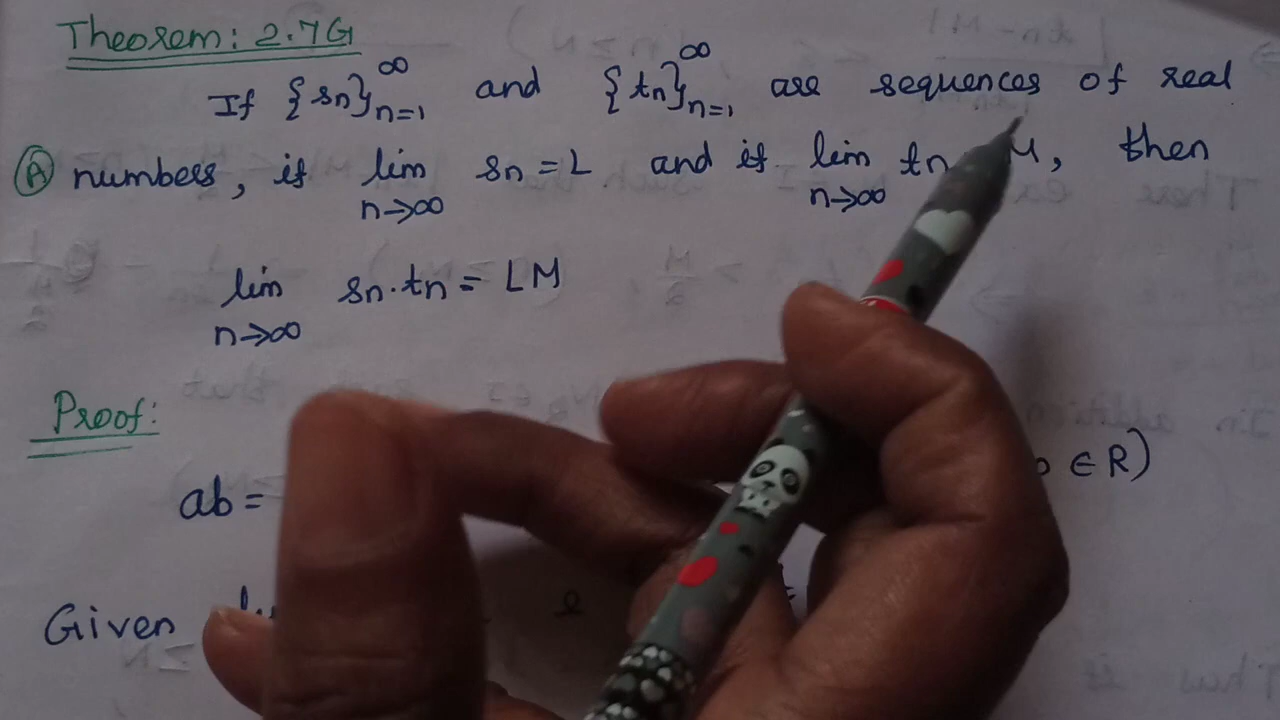 Theorem: 2.7G
If {sn}∞n=1 and {tn}∞n=1 are sequences of real
Ⓐ numbers, if lim n→∞ sn = L and if lim n→∞ tn M, then
lim n→∞ sn.tn = LM
Proof:
ab = ∈ R)
Given